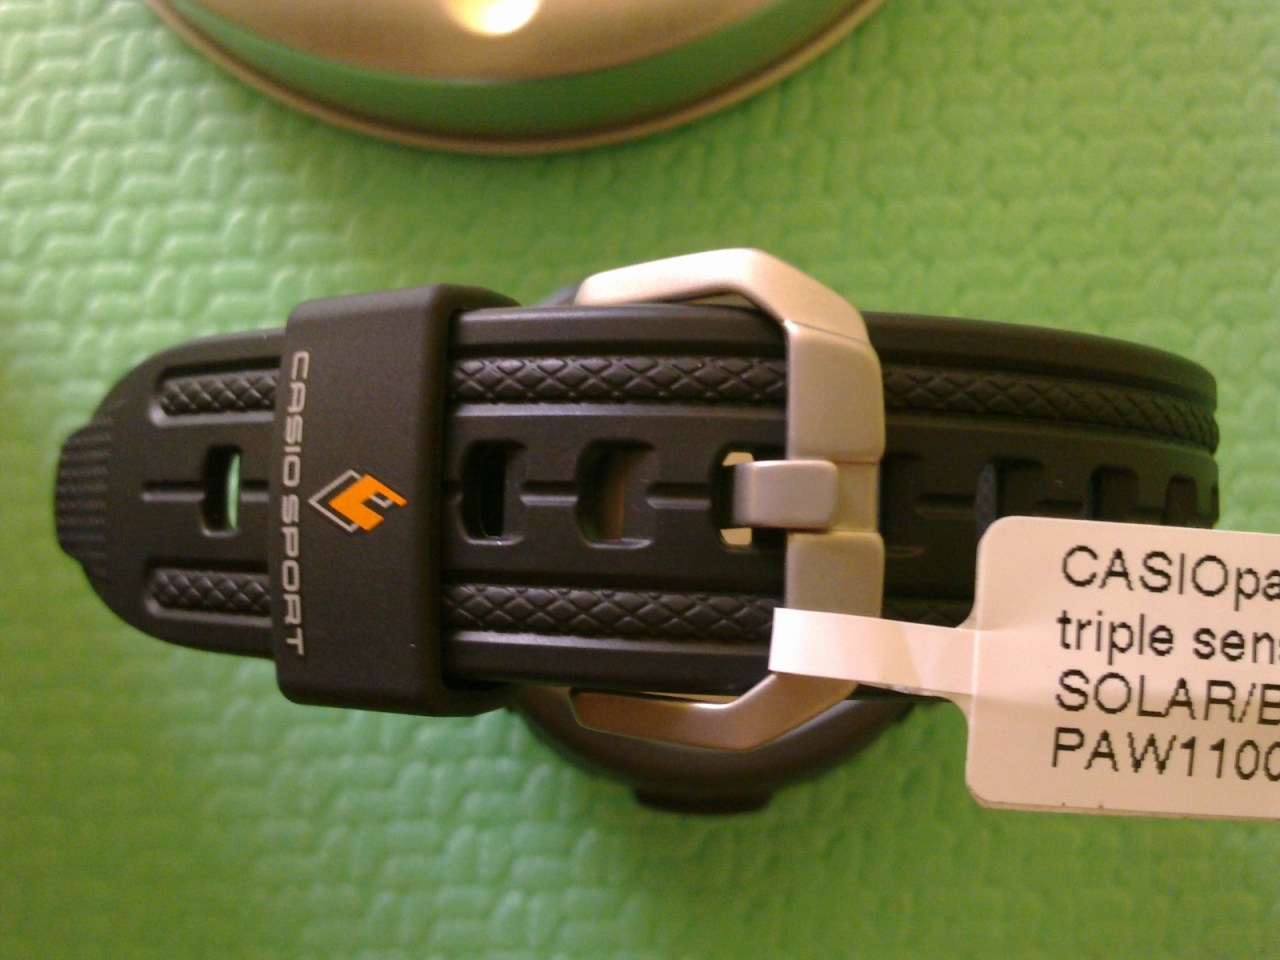 CASIO SPORT
CASIOpa
triple sens
SOLAR/B
PAW1100